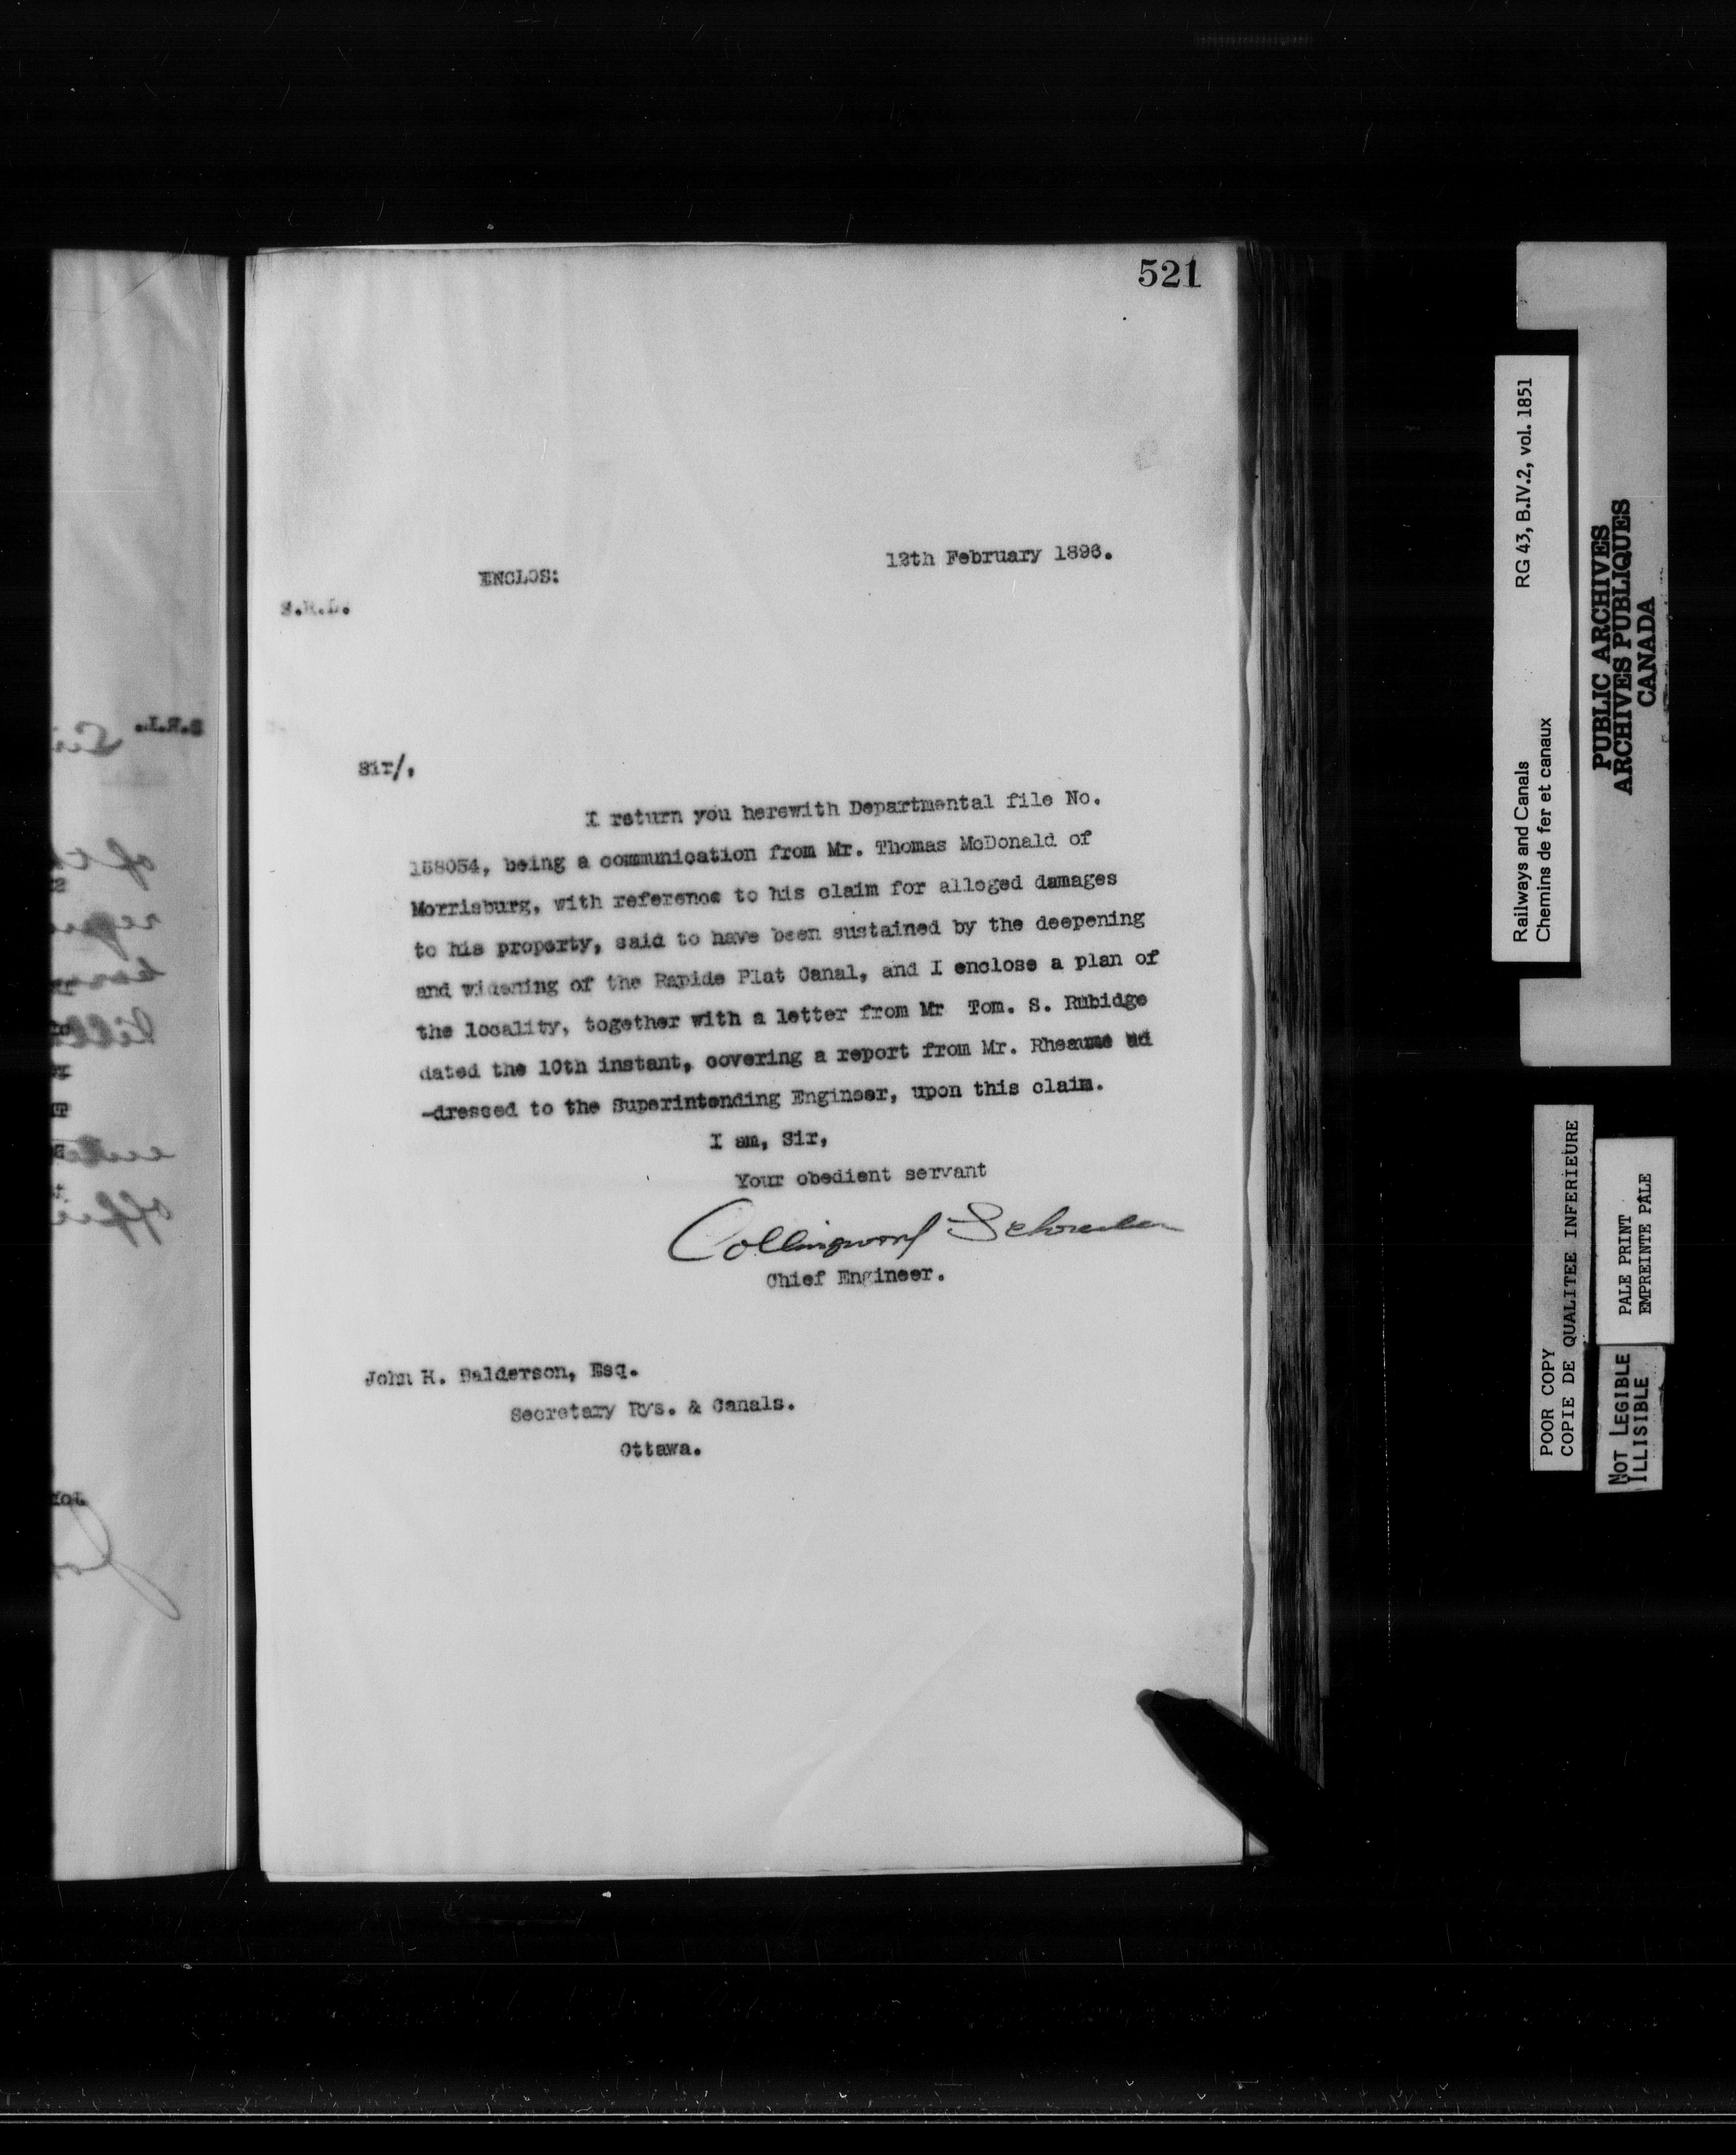 521
12th February 1896.
ENCLOS:
S.R.L.
Sir/,
I return you herewith Departmental file No.
158054, being a communication from Mr. Thomas McDonald of
Morrisburg, with reference to his claim for alleged damages
to his property, said to have been sustained by the deepening
and widening of the Rapide Plat Canal, and I enclose a plan of
the locality, together with a letter from Mr Tom. S. Rubidge
dated the 10th instant, covering a report from Mr. Rheaume ad
-dressed to the Superintending Engineer, upon this claim.
I am, Sir,
Your obedient servant
Collingwood Schreiber
Chief Engineer.
John H. Balderson, Esq.
Secretary Rys. & Canals.
Ottawa.
Railways and Canals RG 43, B.IV.2, vol. 1851
Chemins de fer et canaux
PUBLIC ARCHIVES
ARCHIVES PUBLIQUES
CANADA
POOR COPY
COPIE DE QUALITEE INFERIEURE
PALE PRINT
EMPREINTE PALE
NOT LEGIBLE
ILLISIBLE